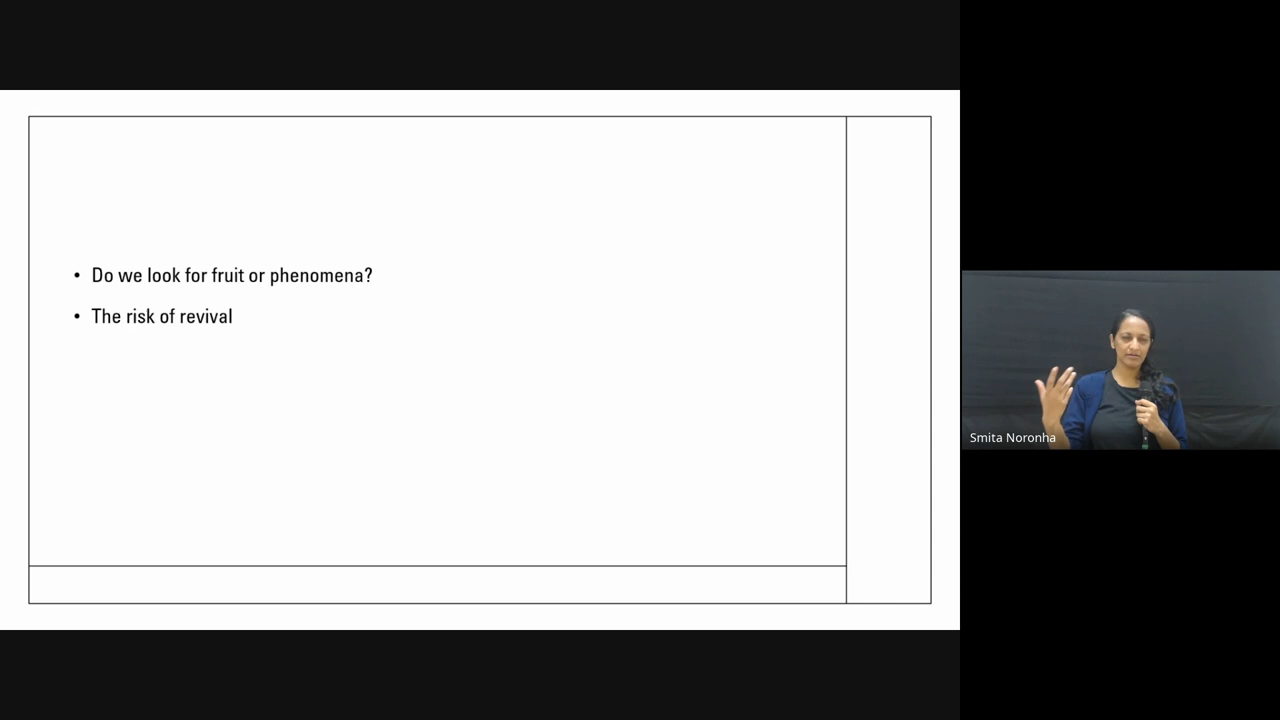 • Do we look for fruit or phenomena?
• The risk of revival
Smita Noronha